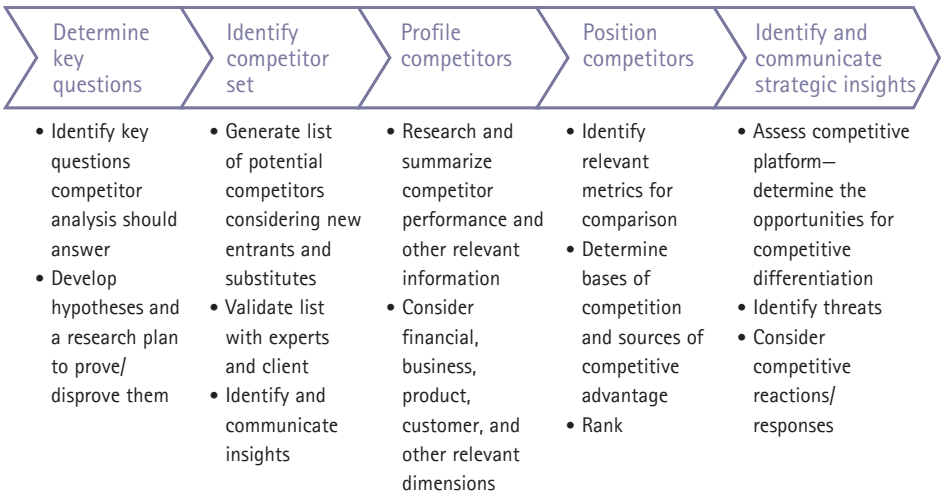 Determine
key
questions
Identify
competitor
set
Profile
competitors
Position
competitors
Identify and
communicate
strategic insights
• Identify key
questions
competitor
analysis should
answer
• Develop
hypotheses and
a research plan
to prove/
disprove them
• Generate list
of potential
competitors
considering new
entrants and
substitutes
• Validate list
with experts
and client
• Identify and
communicate
insights
• Research and
summarize
competitor
performance and
other relevant
information
• Consider
financial,
business,
product,
customer, and
other relevant
dimensions
• Identify
relevant
metrics for
comparison
• Determine
bases of
competition
and sources of
competitive
advantage
• Rank
• Assess competitive
platform—
determine the
opportunities for
competitive
differentiation
• Identify threats
• Consider
competitive
reactions/
responses